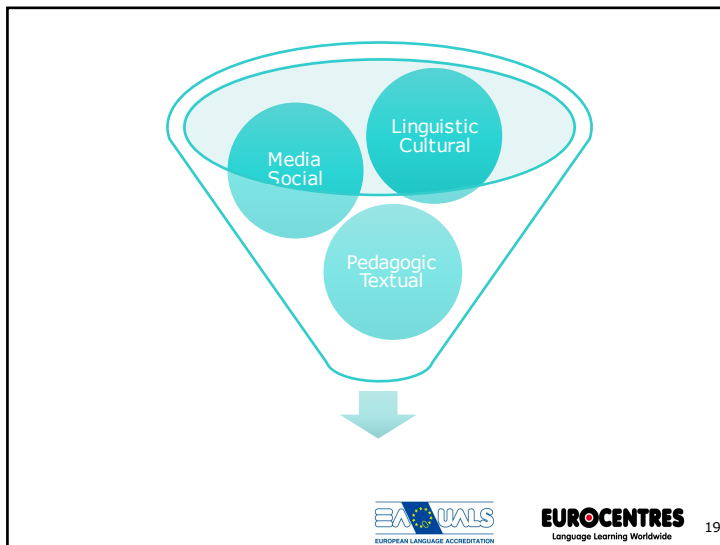 Linguistic
Cultural
Media
Social
Pedagogic
Textual
EAQUALS
EUROPEAN LANGUAGE ACCREDITATION
EUROCENTRES
Language Learning Worldwide
19